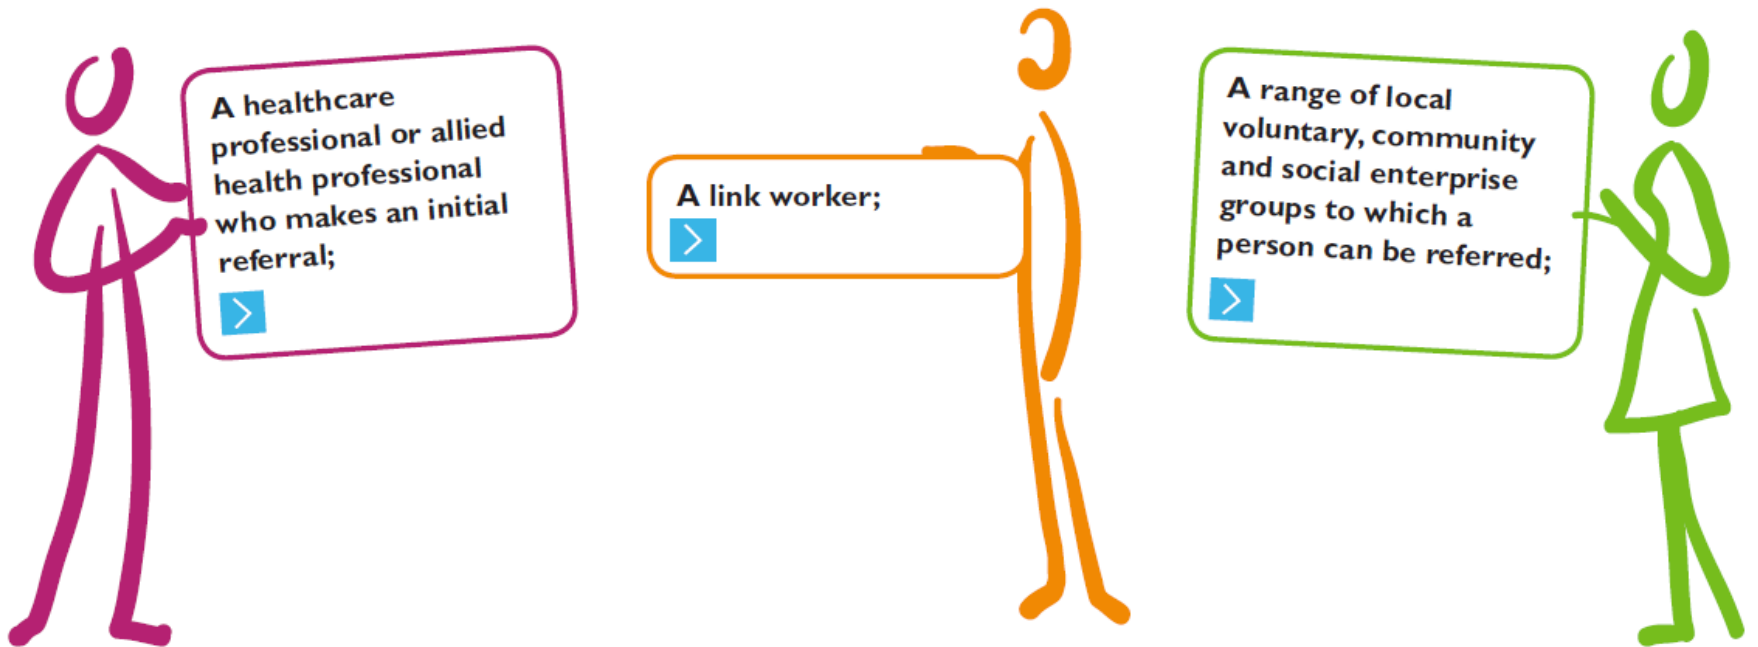 A healthcare
professional or allied
health professional
who makes an initial
referral;
A link worker;
A range of local
voluntary, community
and social enterprise
groups to which a
person can be referred;